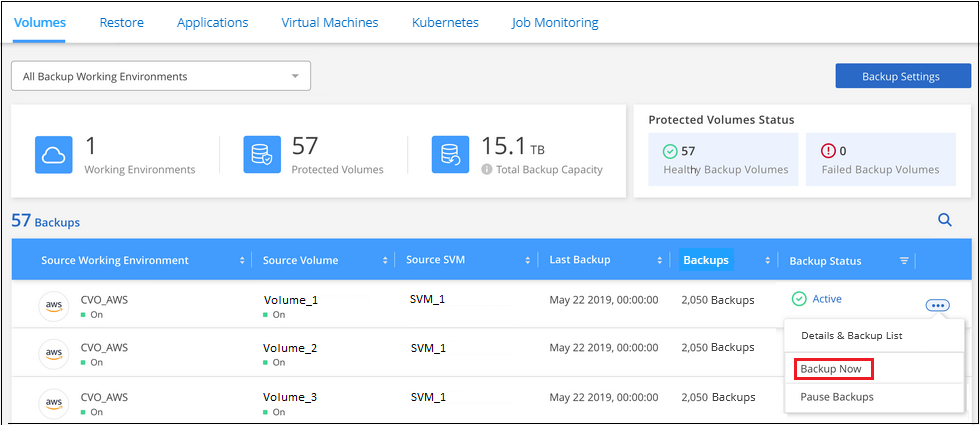 Volumes Restore Applications Virtual Machines Kubernetes Job Monitoring
All Backup Working Environments
Backup Settings
1
Working Environments
57
Protected Volumes
15.1 TB
Total Backup Capacity
Protected Volumes Status
57
Healthy Backup Volumes
0
Failed Backup Volumes
57 Backups
Source Working Environment Source Volume Source SVM Last Backup Backups Backup Status
aws CVO_AWS Volume_1 SVM_1 May 22 2019, 00:00:00 2,050 Backups Active
On On
Details & Backup List
aws CVO_AWS Volume_2 SVM_1 May 22 2019, 00:00:00 2,050 Backups
On On
Backup Now
Pause Backups
aws CVO_AWS Volume_3 SVM_1 May 22 2019, 00:00:00 2,050 Backups
On On